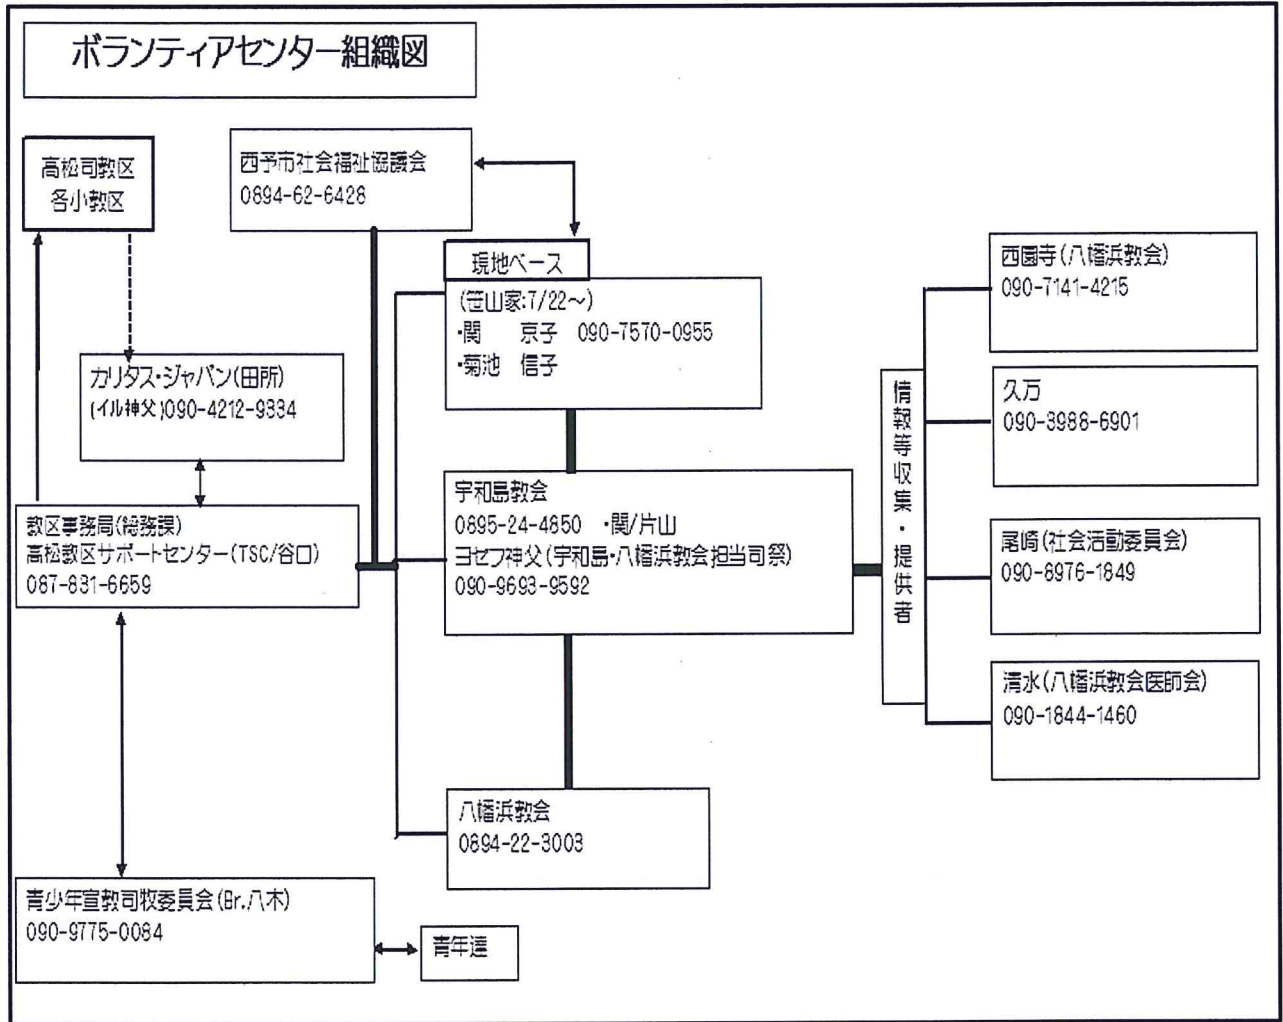 ボランティアセンター組織図
高松司教区
各小教区
西予市社会福祉協議会
0894-62-6428
現地ベース
(笹山家:7/22～)
・関　　京子　090-7570-0955
・菊池　信子
カリタス・ジャパン(田所)
(イル神父)090-4212-9334
教区事務局(総務課)
高松教区サポートセンター(TSC/谷口)
087-831-6659
宇和島教会
0895-24-4850　・関/片山
ヨセフ神父(宇和島・八幡浜教会担当司祭)
090-9693-9592
八幡浜教会
0894-22-3003
青少年宣教司牧委員会(Br.八木)
090-9775-0084
青年達
情報等収集・提供者
西園寺(八幡浜教会)
090-7141-4215
久万
090-3988-6901
尾崎(社会活動委員会)
090-8976-1849
清水(八幡浜教会医師会)
090-1844-1460